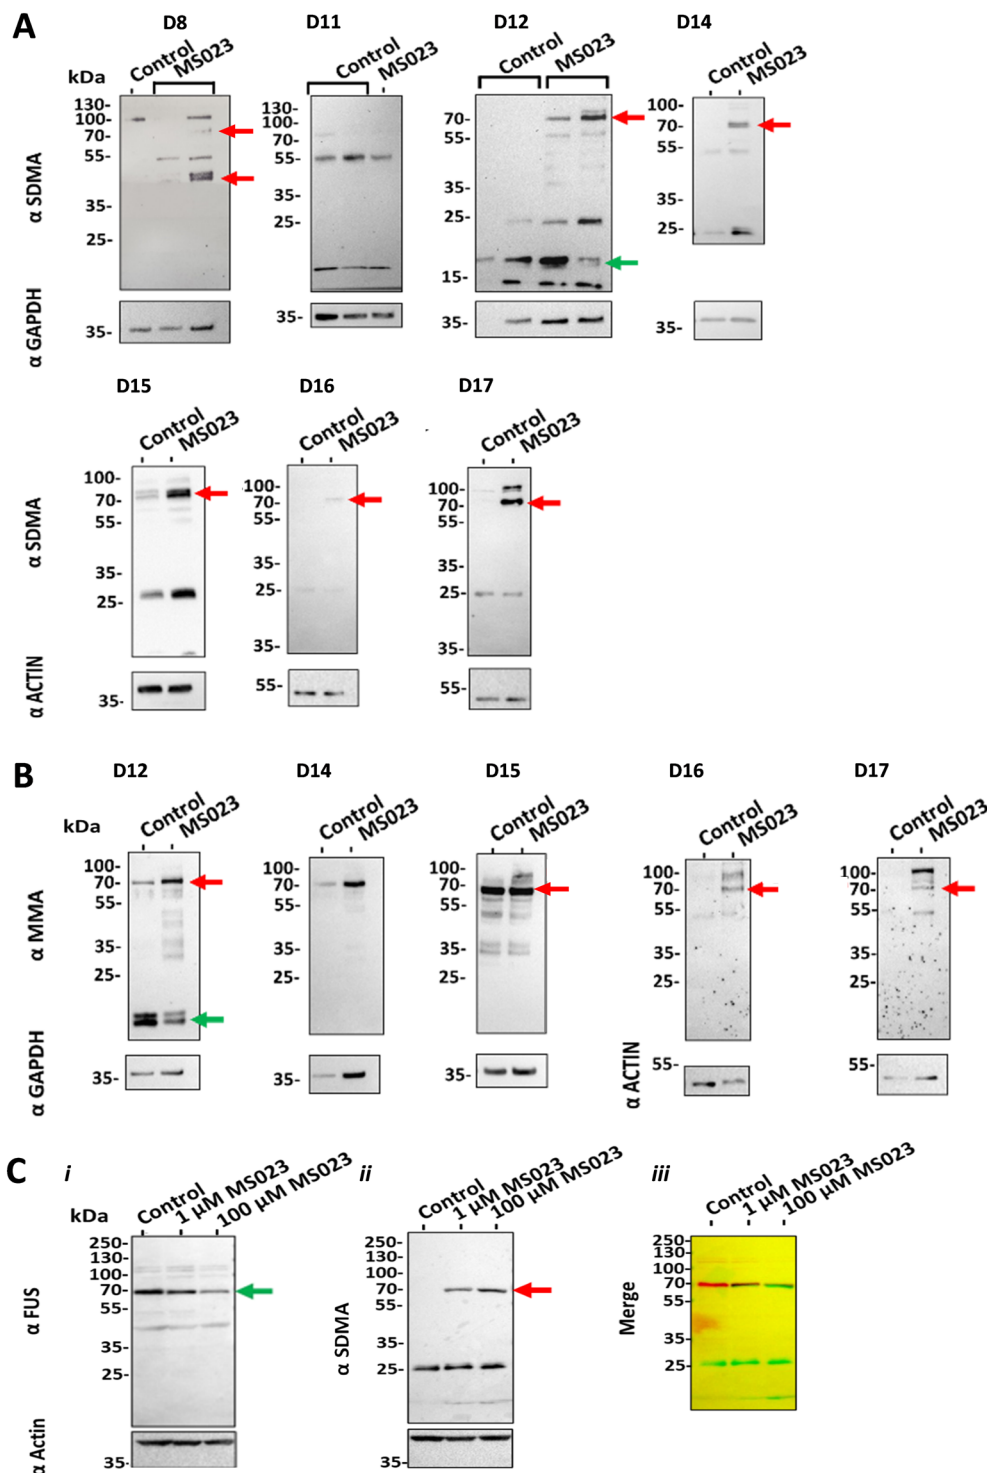 A
D8
D11
D12
D14
Control
MS023
Control
MS023
Control
MS023
Control
MS023
kDa
α SDMA
130-
100-
70-
55-
35-
25-
130-
100-
70-
55-
35-
25-
70-
55-
35-
25-
15-
100-
70-
55-
35-
25-
α GAPDH
35-
35-
35-
35-
D15
D16
D17
Control
MS023
Control
MS023
Control
MS023
α SDMA
100-
70-
55-
35-
25-
100-
70-
55-
35-
25-
35-
100-
70-
55-
35-
25-
35-
α ACTIN
35-
55-
55-
B
D12
D14
D15
D16
D17
kDa
Control
MS023
Control
MS023
Control
MS023
Control
MS023
Control
MS023
α MMA
100-
70-
55-
35-
25-
100-
70-
55-
35-
25-
100-
70-
55-
35-
25-
100-
70-
55-
35-
25-
100-
70-
55-
35-
25-
α GAPDH
35-
35-
35-
α ACTIN
55-
55-
C
i
ii
iii
kDa
Control
1 µM MS023
100 µM MS023
Control
1 µM MS023
100 µM MS023
Control
1 µM MS023
100 µM MS023
α FUS
250-
130-
100-
70-
55-
35-
25-
α SDMA
250-
130-
100-
70-
55-
35-
25-
Merge
250-
130-
100-
70-
55-
35-
25-
α Actin
35-
35-